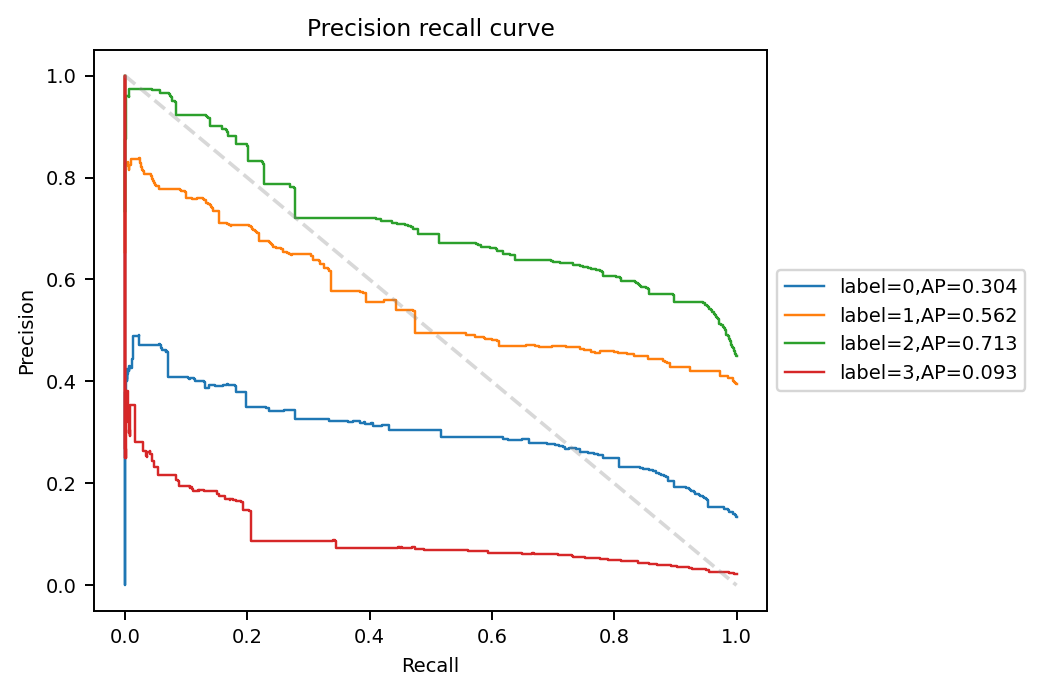 Precision recall curve
Precision
1.0
0.8
0.6
0.4
0.2
0.0
0.0 0.2 0.4 0.6 0.8 1.0
Recall
label=0,AP=0.304
label=1,AP=0.562
label=2,AP=0.713
label=3,AP=0.093